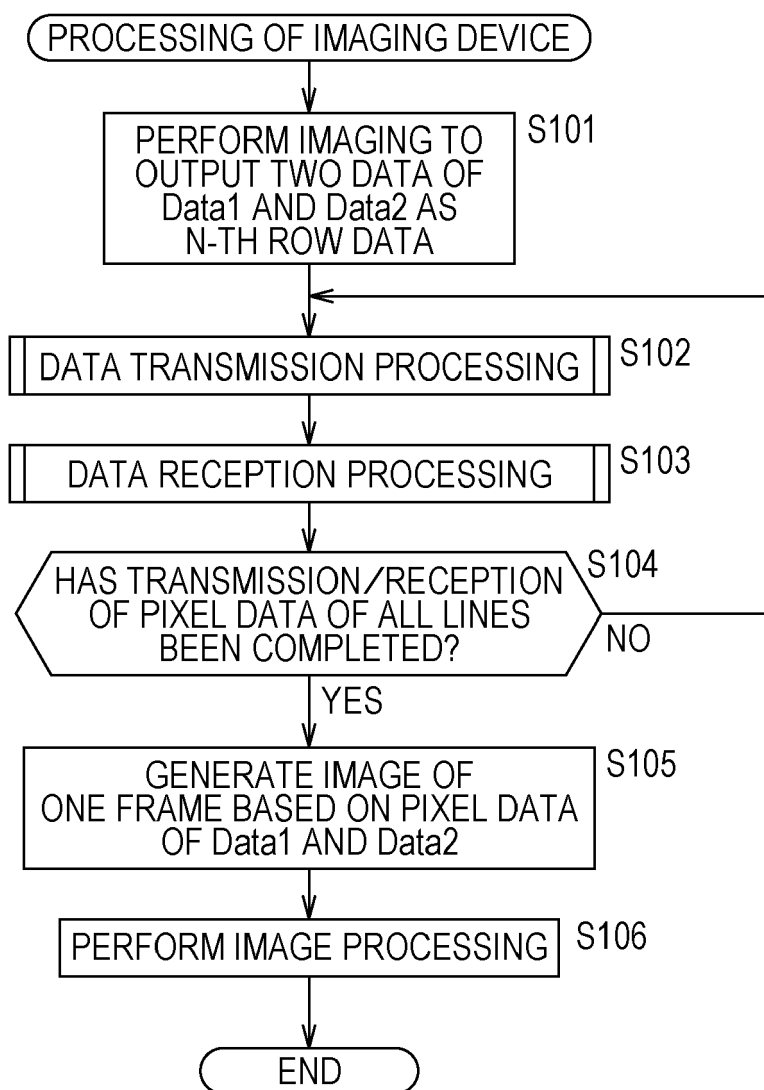 PROCESSING OF IMAGING DEVICE
S101
PERFORM IMAGING TO
OUTPUT TWO DATA OF
Data1 AND Data2 AS
N-TH ROW DATA
DATA TRANSMISSION PROCESSING
S102
DATA RECEPTION PROCESSING
S103
S104
HAS TRANSMISSION/RECEPTION
OF PIXEL DATA OF ALL LINES
BEEN COMPLETED?
NO
YES
S105
GENERATE IMAGE OF
ONE FRAME BASED ON PIXEL DATA
OF Data1 AND Data2
PERFORM IMAGE PROCESSING
S106
END